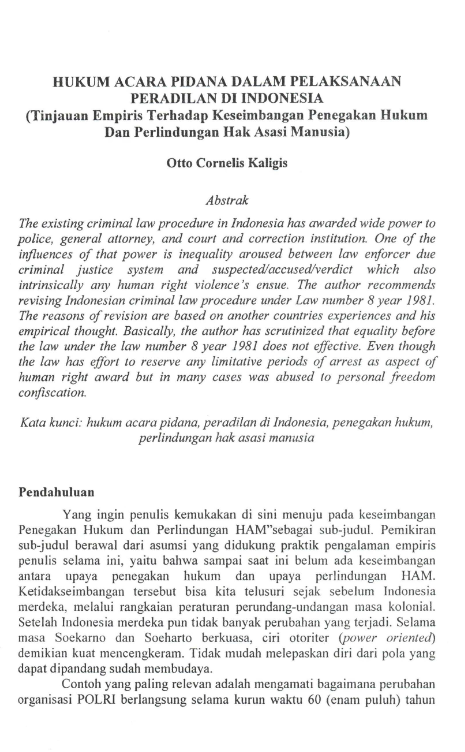 HUKUM ACARA PIDANA DALAM PELAKSANAAN
PERADILAN DI INDONESIA
(Tinjauan Empiris Terhadap Keseimbangan Penegakan Hukum
Dan Perlindungan Hak Asasi Manusia)
Otto Cornelis Kaligis
Abstrak
The existing criminal law procedure in Indonesia has awarded wide power to
police, general attorney, and court and correction institution. One of the
influences of that power is inequality aroused between law enforcer due
criminal justice system and suspected/accused/verdict which also
intrinsically any human right violence's ensue. The author recommends
revising Indonesian criminal law procedure under Law number 8 year 1981.
The reasons of revision are based on another countries experiences and his
empirical thought. Basically, the author has scrutinized that equality before
the law under the law number 8 year 1981 does not effective. Even though
the law has effort to reserve any limitative periods of arrest as aspect of
human right award but in many cases was abused to personal freedom
confiscation.
Kata kunci: hukum acara pidana, peradilan di Indonesia, penegakan hukum,
perlindungan hak asasi manusia
Pendahuluan
Yang ingin penulis kemukakan di sini menuju pada keseimbangan
Penegakan Hukum dan Perlindungan HAM"sebagai sub-judul. Pemikiran
sub-judul berawal dari asumsi yang didukung praktik pengalaman empiris
penulis selama ini, yaitu bahwa sampai saat ini belum ada keseimbangan
antara upaya penegakan hukum dan upaya perlindungan HAM.
Ketidakseimbangan tersebut bisa kita telusuri sejak sebelum Indonesia
merdeka, melalui rangkaian peraturan perundang-undangan masa kolonial.
Setelah Indonesia merdeka pun tidak banyak perubahan yang terjadi. Selama
masa Soekarno dan Soeharto berkuasa, ciri otoriter (power oriented)
demikian kuat mencengkeram. Tidak mudah melepaskan diri dari pola yang
dapat dipandang sudah membudaya.
Contoh yang paling relevan adalah mengamati bagaimana perubahan
organisasi POLRI berlangsung selama kurun waktu 60 (enam puluh) tahun